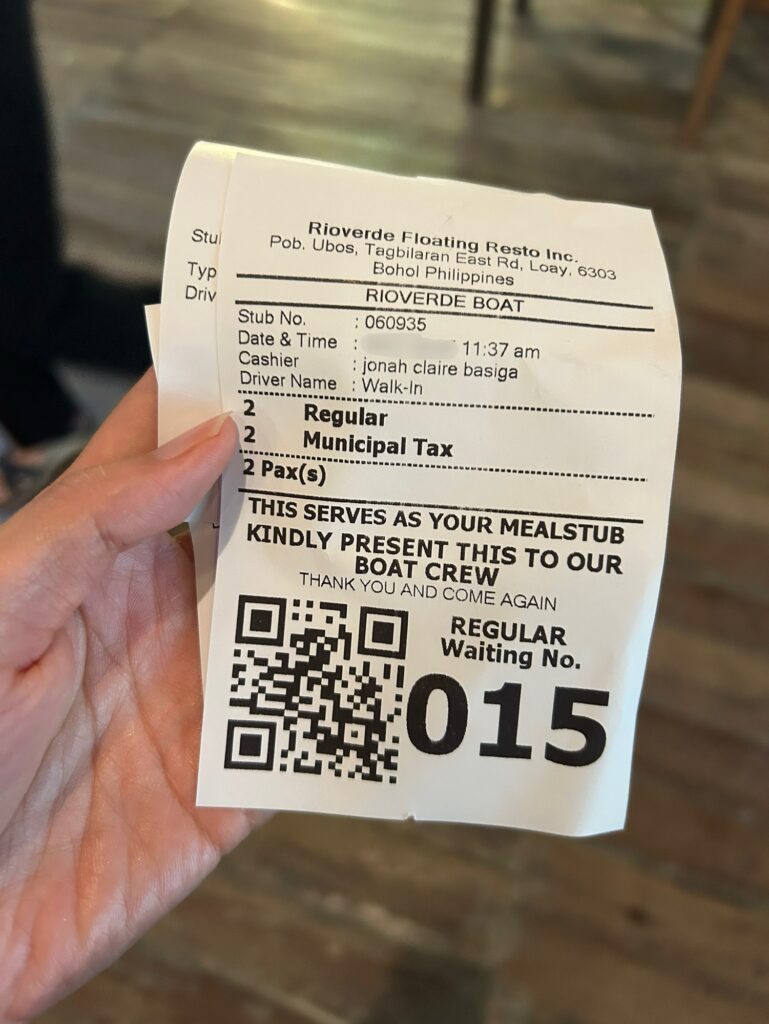 Rioverde Floating Resto Inc.
Pob. Ubos, Tagbilaran East Rd, Loay, 6303
Bohol Philippines
RIOVERDE BOAT
Stub No. : 060935
Date & Time : 11:37 am
Cashier : jonah claire basiga
Driver Name : Walk-In
2 Regular
2 Municipal Tax
2 Pax(s)
THIS SERVES AS YOUR MEALSTUB
KINDLY PRESENT THIS TO OUR
BOAT CREW
THANK YOU AND COME AGAIN
REGULAR
Waiting No.
015
Stu
Typ
Driv